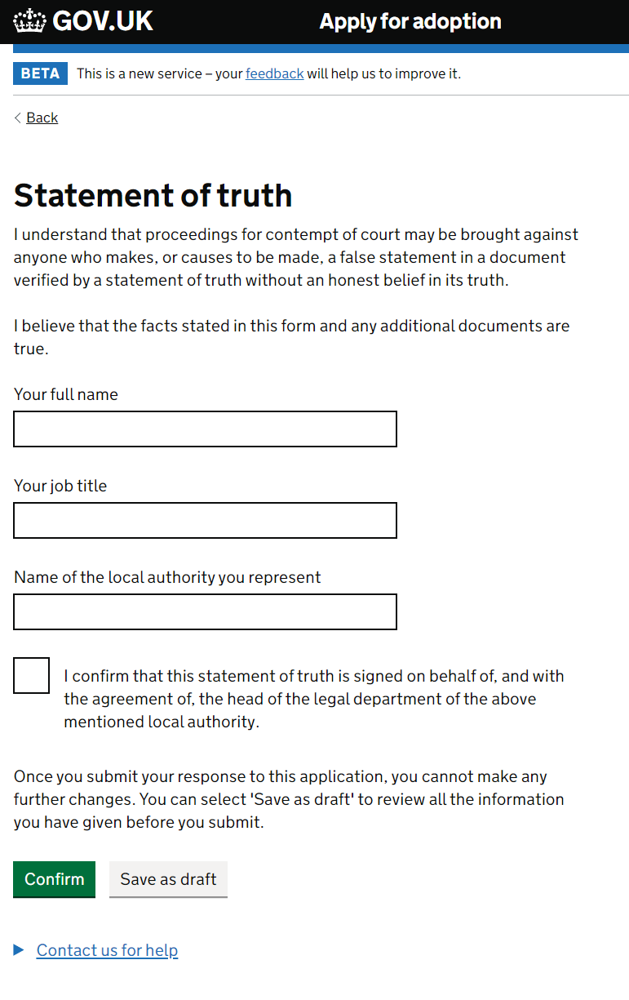 GOV.UK Apply for adoption
BETA This is a new service – your feedback will help us to improve it.
Back
Statement of truth
I understand that proceedings for contempt of court may be brought against
anyone who makes, or causes to be made, a false statement in a document
verified by a statement of truth without an honest belief in its truth.
I believe that the facts stated in this form and any additional documents are
true.
Your full name
Your job title
Name of the local authority you represent
I confirm that this statement of truth is signed on behalf of, and with
the agreement of, the head of the legal department of the above
mentioned local authority.
Once you submit your response to this application, you cannot make any
further changes. You can select 'Save as draft' to review all the information
you have given before you submit.
Confirm Save as draft
Contact us for help